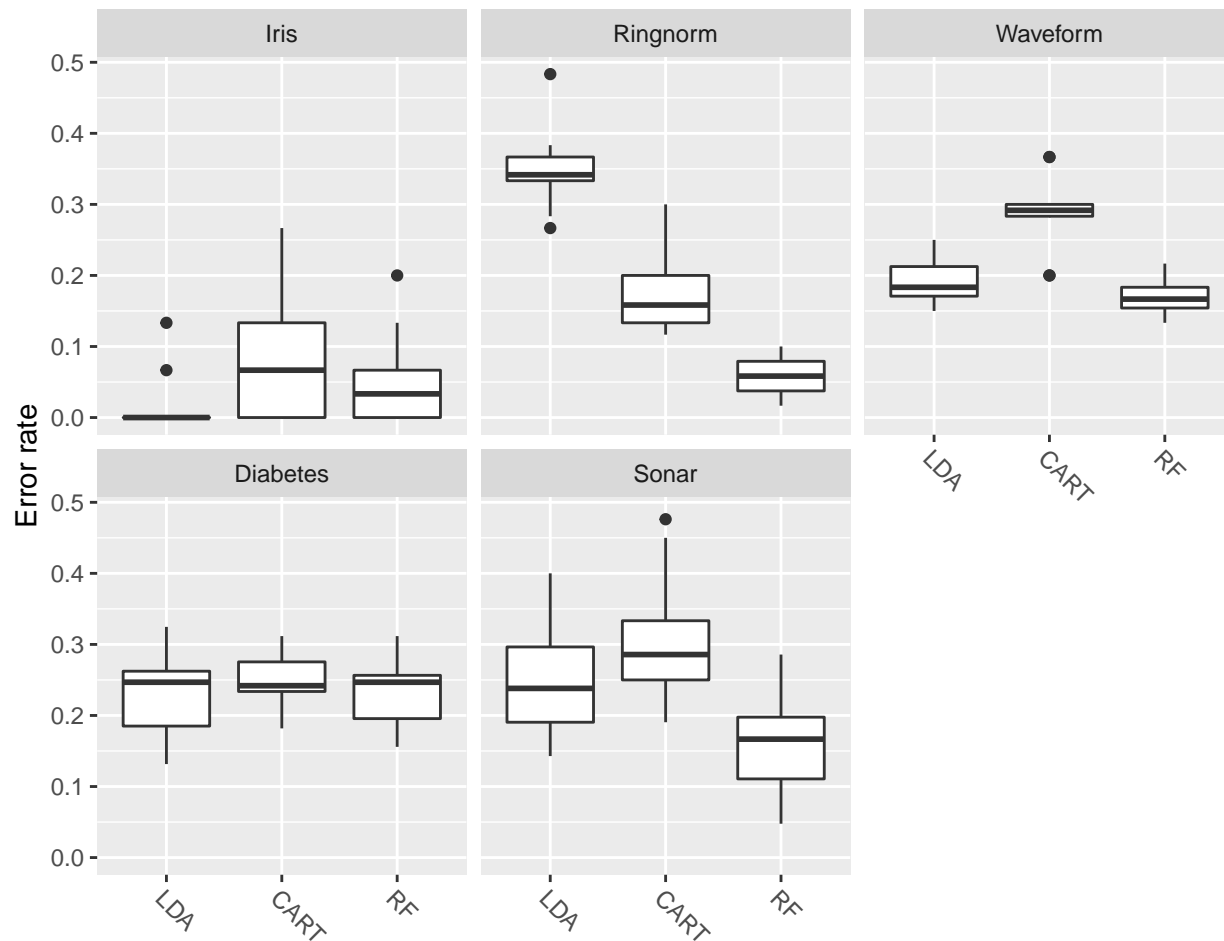 Iris
Ringnorm
Waveform
0.5
0.4
0.3
0.2
0.1
0.0
LDA
CART
RF
Error rate
Diabetes
Sonar
0.5
0.4
0.3
0.2
0.1
0.0
LDA
CART
RF
LDA
CART
RF